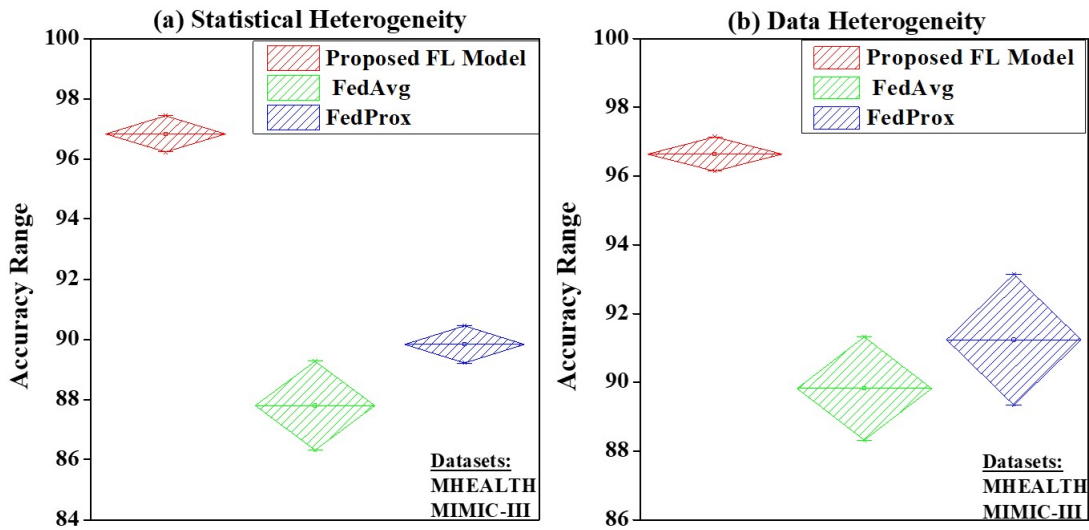 (a) Statistical Heterogeneity
Accuracy Range
100
98
96
94
92
90
88
86
84
Proposed FL Model
FedAvg
FedProx
Datasets:
MHEALTH
MIMIC-III
(b) Data Heterogeneity
Accuracy Range
100
98
96
94
92
90
88
86
Proposed FL Model
FedAvg
FedProx
Datasets:
MHEALTH
MIMIC-III